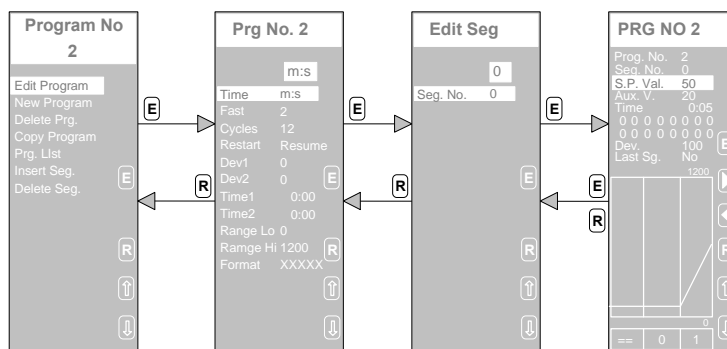 Program No
2
Edit Program
New Program
Delete Prg.
Copy Program
Prg. LIst
Insert Seg.
Delete Seg.
E
R
E
R
Prg No. 2
m:s
Time m:s
Fast 2
Cycles 12
Restart Resume
Dev1 0
Dev2 0
Time1 0:00
Time2 0:00
Range Lo 0
Ramge Hi 1200
Format XXXXX
E
R
E
R
Edit Seg
0
Seg. No. 0
E
R
E
E
R
PRG NO 2
Prog. No. 2
Seg. No. 0
S.P. Val. 50
Aux. V. 20
Time 0:05
0 0 0 0 0 0 0 0
0 0 0 0 0 0 0 0
Dev. 100
Last Sg. No
1200
E
R
0
== 0 1